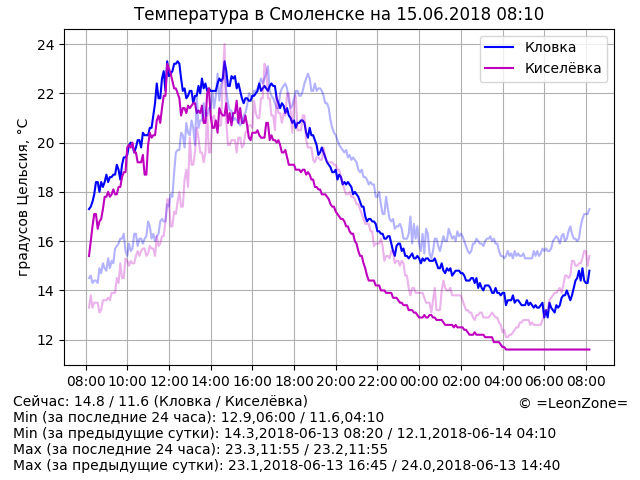 Температура в Смоленске на 15.06.2018 08:10
Кловка
Киселёвка
градусов Цельсия, °C
24
22
20
18
16
14
12
08:00 10:00 12:00 14:00 16:00 18:00 20:00 22:00 00:00 02:00 04:00 06:00 08:00
Сейчас: 14.8 / 11.6 (Кловка / Киселёвка)
© =LeonZone=
Min (за последние 24 часа): 12.9,06:00 / 11.6,04:10
Min (за предыдущие сутки): 14.3,2018-06-13 08:20 / 12.1,2018-06-14 04:10
Max (за последние 24 часа): 23.3,11:55 / 23.2,11:55
Max (за предыдущие сутки): 23.1,2018-06-13 16:45 / 24.0,2018-06-13 14:40